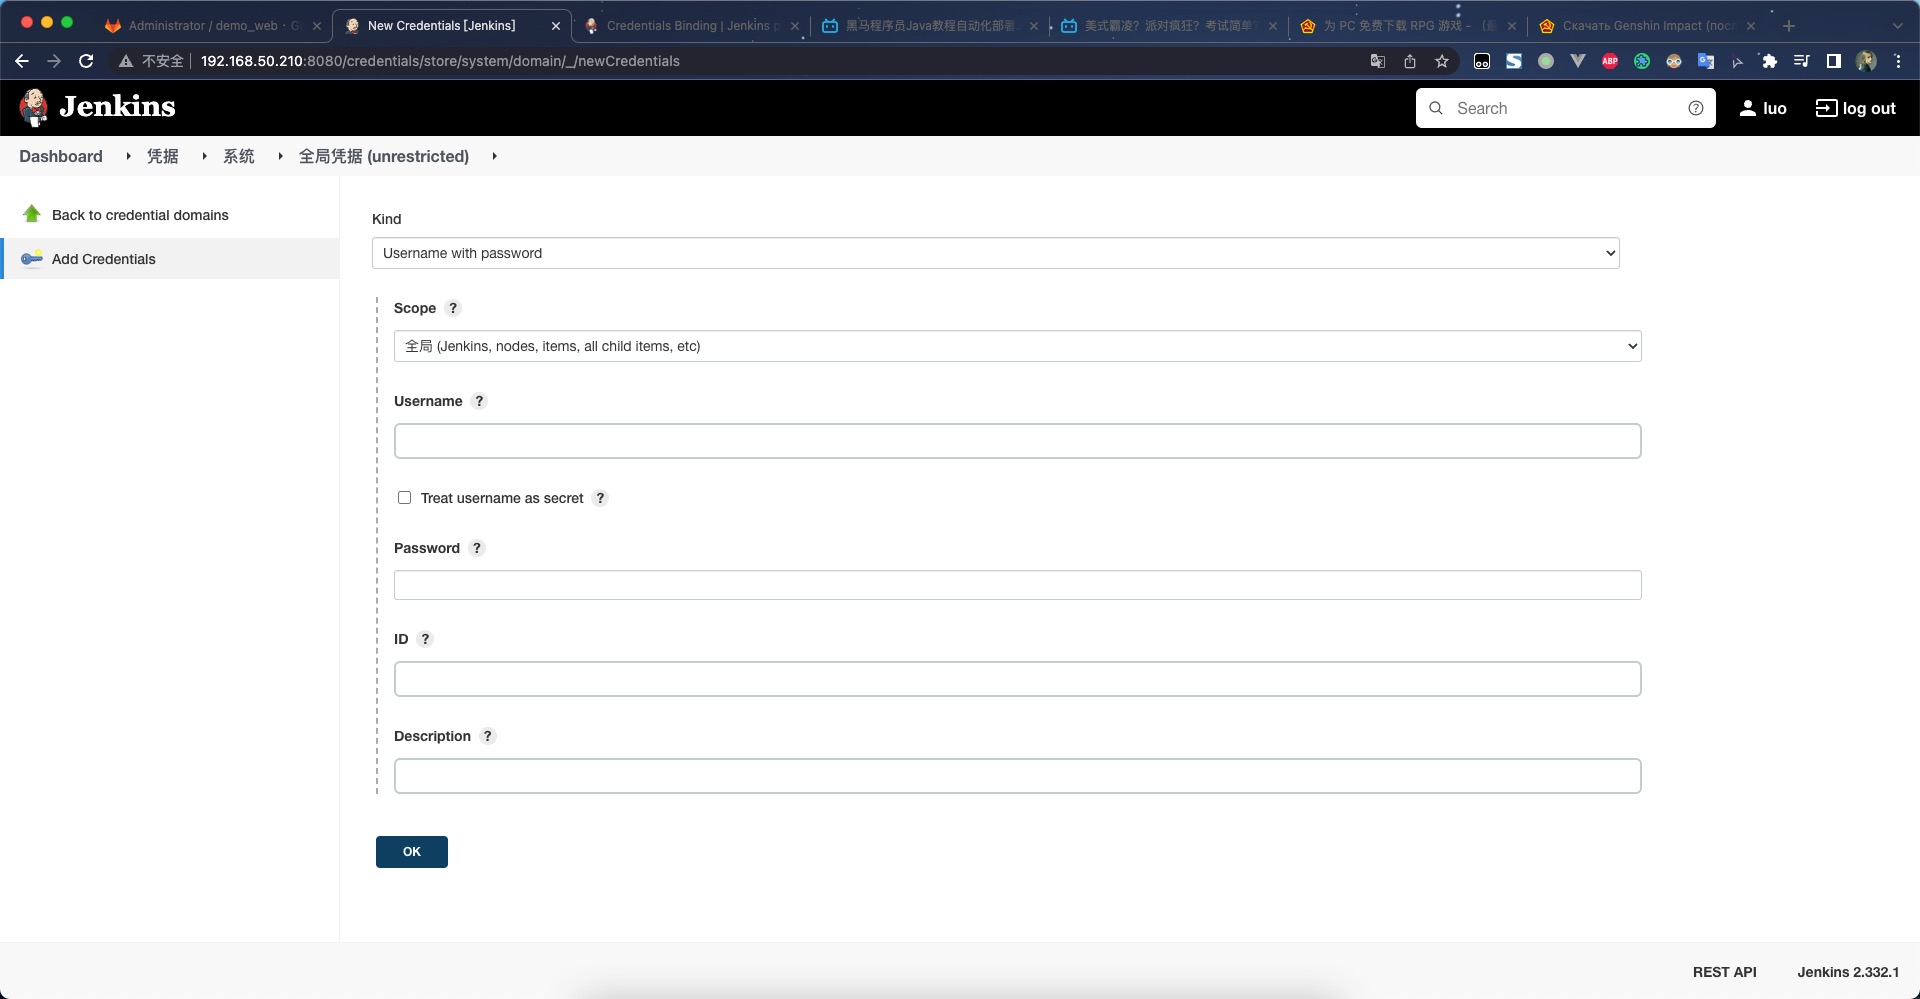 Administrator / demo_web · G
New Credentials [Jenkins]
Credentials Binding | Jenkins p
黑马程序员Java教程自动化部署
美式霸凌？派对疯狂？考试简单？
为 PC 免费下载 RPG 游戏 -
Скачать Genshin Impact (посл
不安全
192.168.50.210:8080/credentials/store/system/domain/_/newCredentials
ABP
Jenkins
Search
luo
log out
Dashboard
凭据
系统
全局凭据 (unrestricted)
Back to credential domains
Add Credentials
Kind
Username with password
Scope ?
全局 (Jenkins, nodes, items, all child items, etc)
Username ?
Treat username as secret ?
Password ?
ID ?
Description ?
OK
REST API
Jenkins 2.332.1